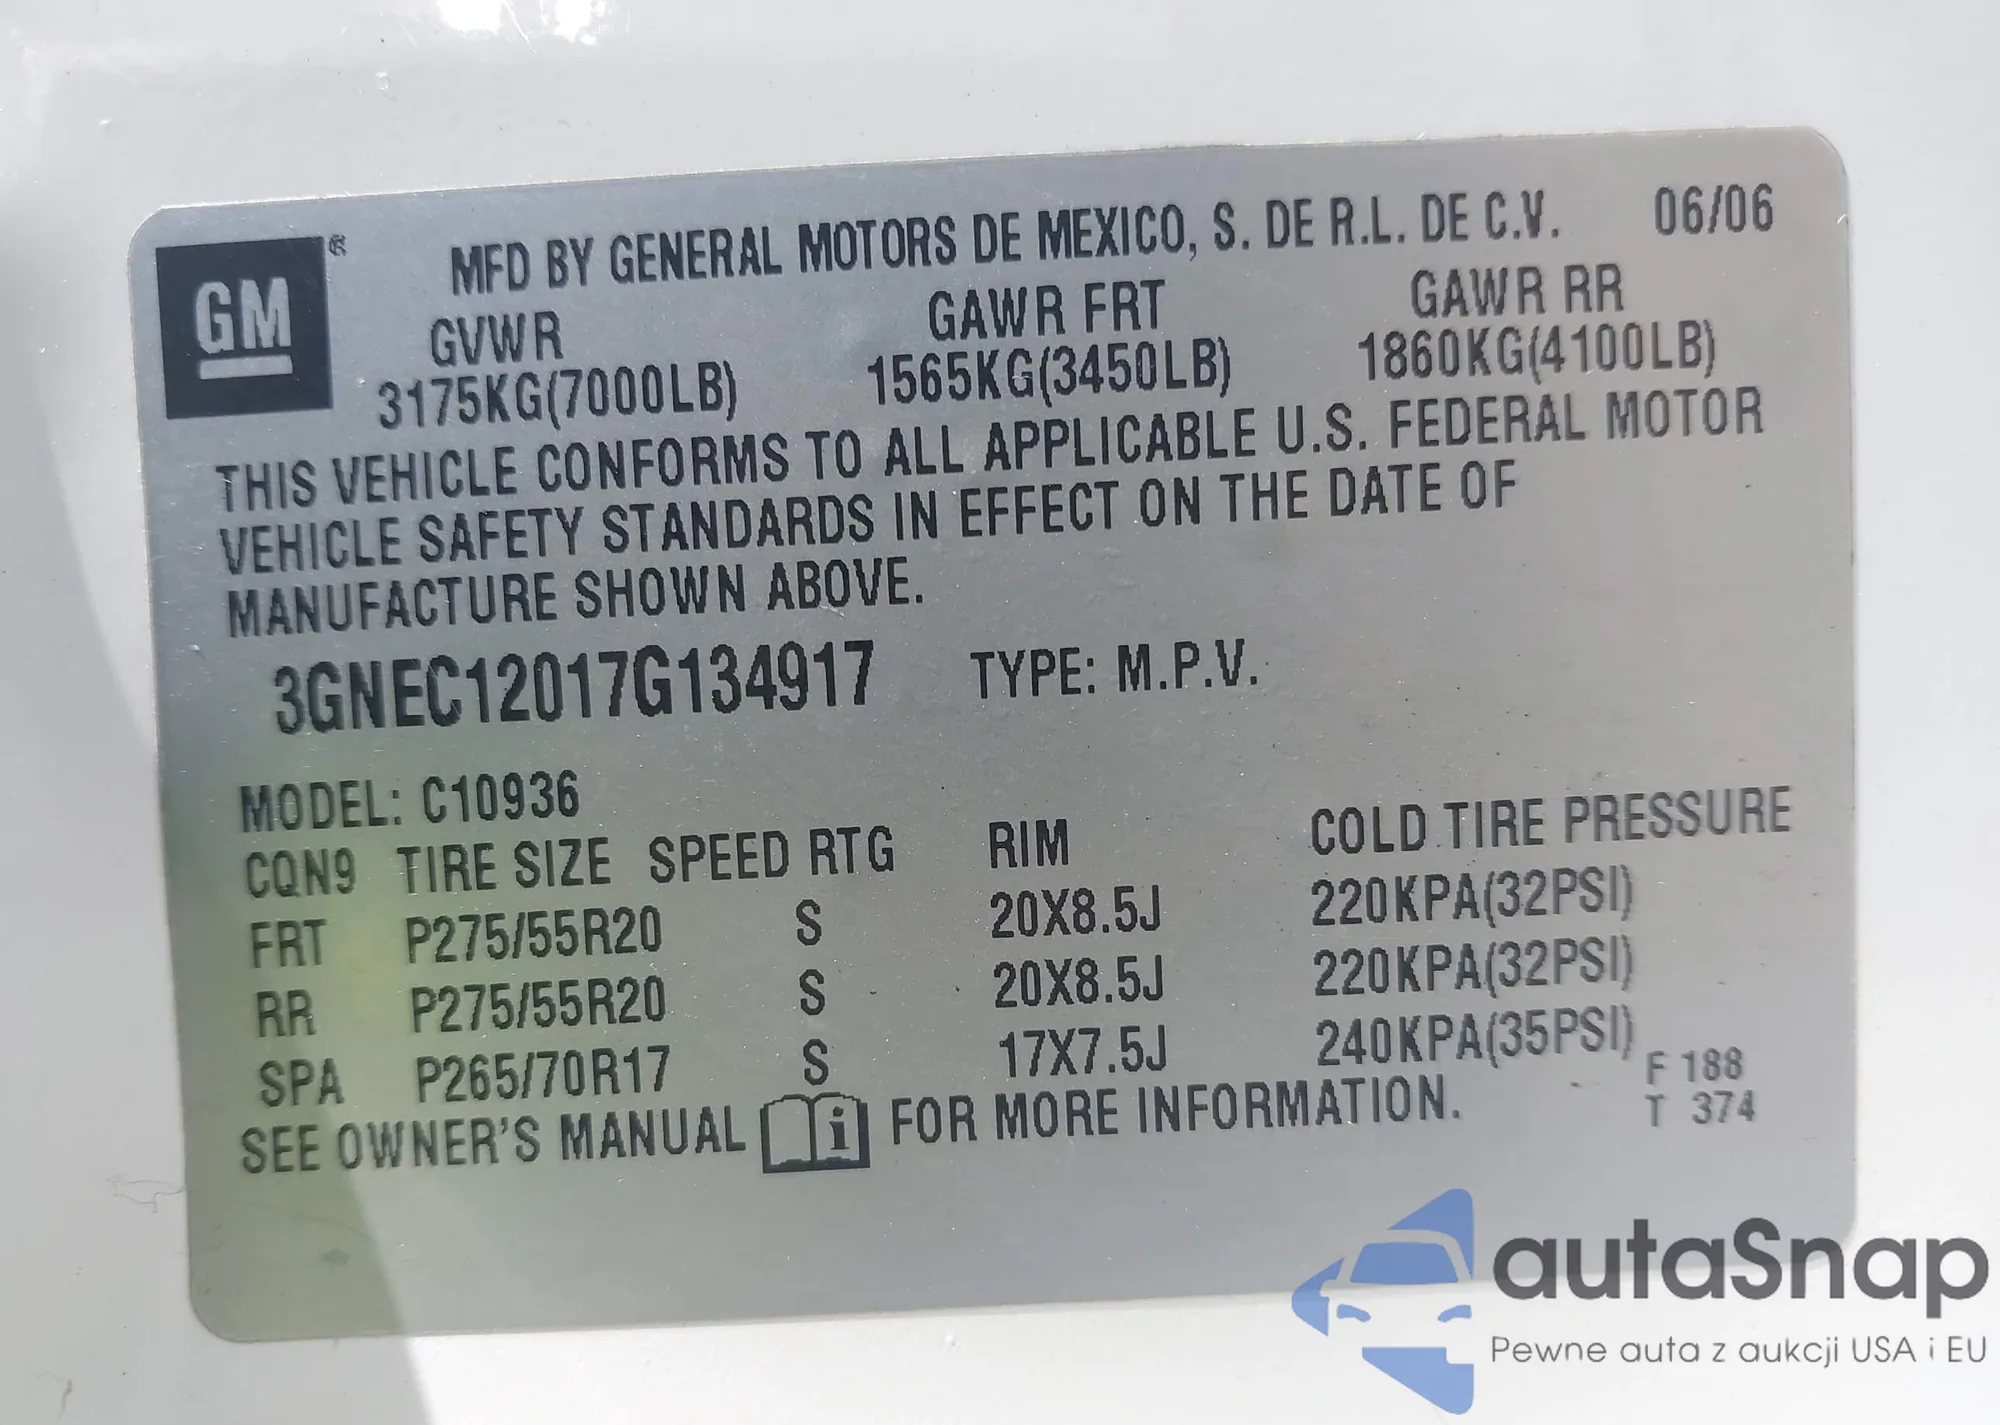 GM ®
MFD BY GENERAL MOTORS DE MEXICO, S. DE R.L. DE C.V. 06/06
GVWR GAWR FRT GAWR RR
3175KG(7000LB) 1565KG(3450LB) 1860KG(4100LB)
THIS VEHICLE CONFORMS TO ALL APPLICABLE U.S. FEDERAL MOTOR
VEHICLE SAFETY STANDARDS IN EFFECT ON THE DATE OF
MANUFACTURE SHOWN ABOVE.
3GNEC12017G134917 TYPE: M.P.V.
MODEL: C10936
CQN9 TIRE SIZE SPEED RTG RIM COLD TIRE PRESSURE
FRT P275/55R20 S 20X8.5J 220KPA(32PSI)
RR P275/55R20 S 20X8.5J 220KPA(32PSI)
SPA P265/70R17 S 17X7.5J 240KPA(35PSI)
SEE OWNER'S MANUAL i FOR MORE INFORMATION.
F 188
T 374
autaSnap
Pewne auta z aukcji USA i EU